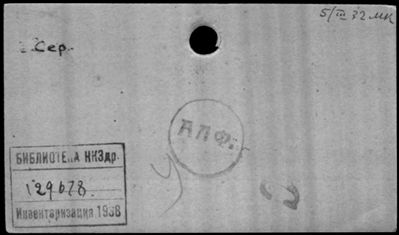 5/III 32 МК
Сер.
АПФ.
БИБЛИОТЕКА НКЗдр.
129678.
Инвентаризация 1938